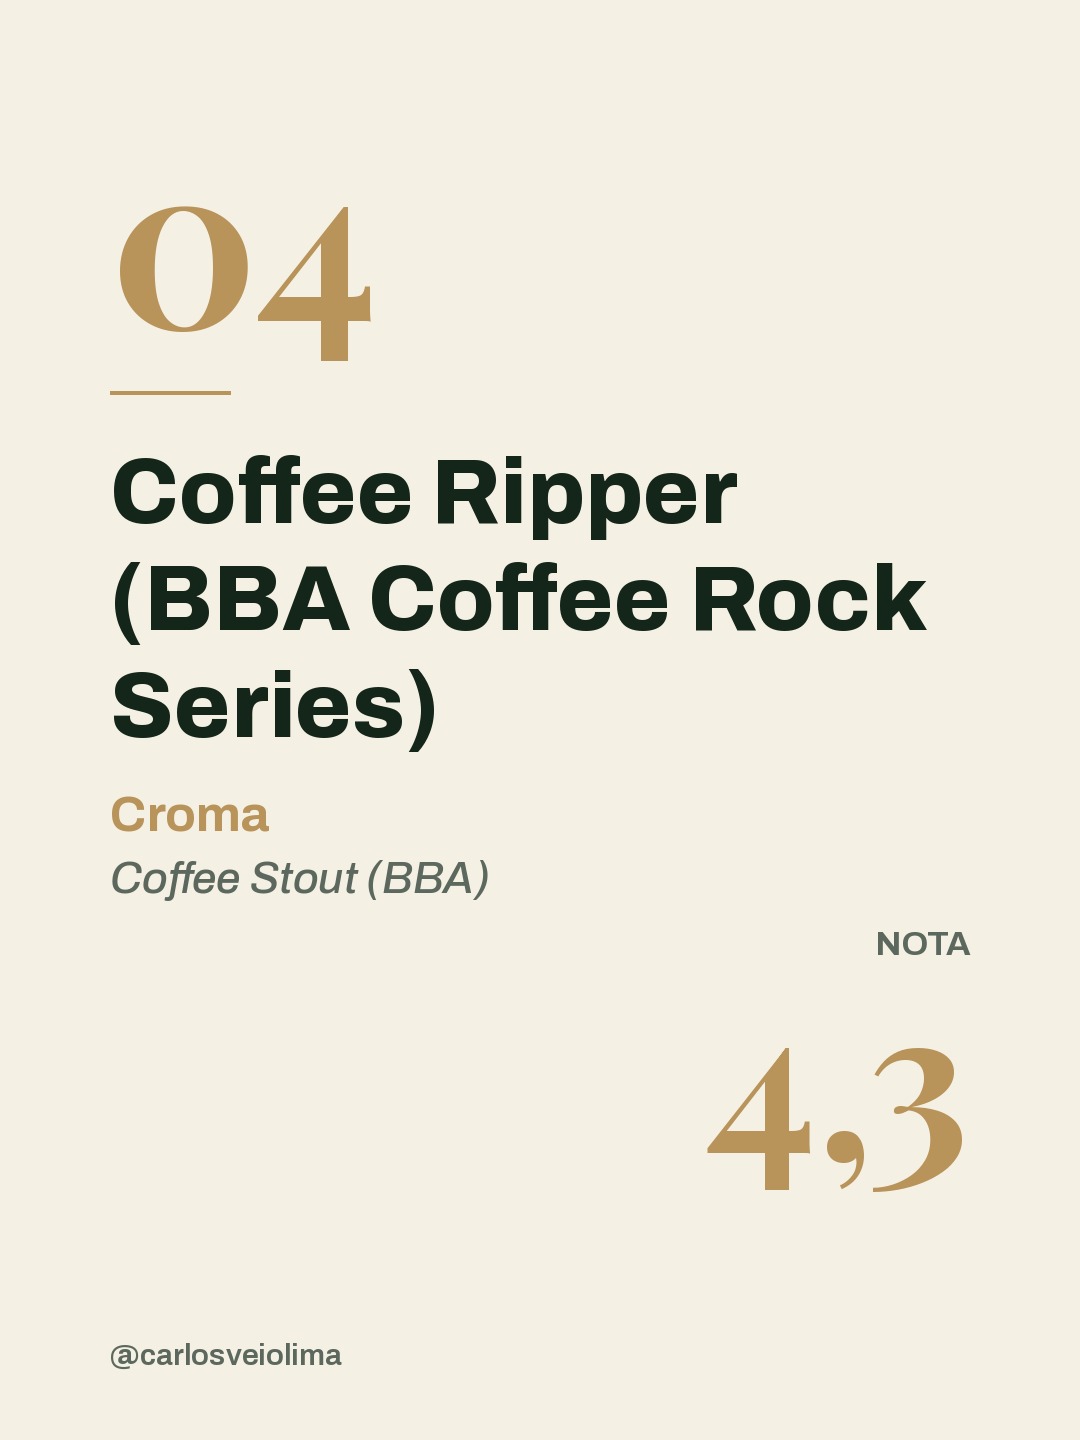 04
Coffee Ripper
(BBA Coffee Rock
Series)
Croma
Coffee Stout (BBA)
NOTA
4,3
@carlosveiolima